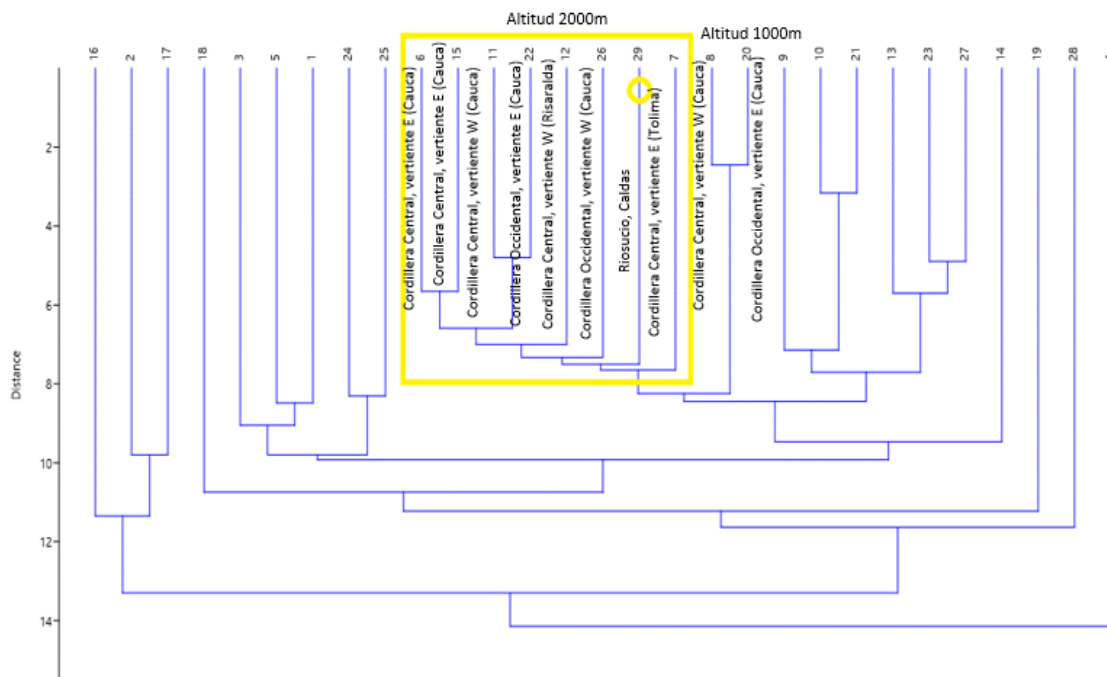 Altitud 2000m
Altitud 1000m
16
2
17
18
3
5
1
24
25
6
15
11
22
12
26
29
7
8
20
9
10
21
13
23
27
14
19
28
Cordillera Central, vertiente E (Cauca)
Cordillera Central, vertiente E (Cauca)
Cordillera Central, vertiente W (Cauca)
Cordillera Occidental, vertiente E (Cauca)
Cordillera Central, vertiente W (Risaralda)
Cordillera Occidental, vertiente W (Cauca)
Riosucio, Caldas
Cordillera Central, vertiente E (Tolima)
Cordillera Central, vertiente W (Cauca)
Cordillera Occidental, vertiente E (Cauca)
2
4
6
8
10
12
14
Distance